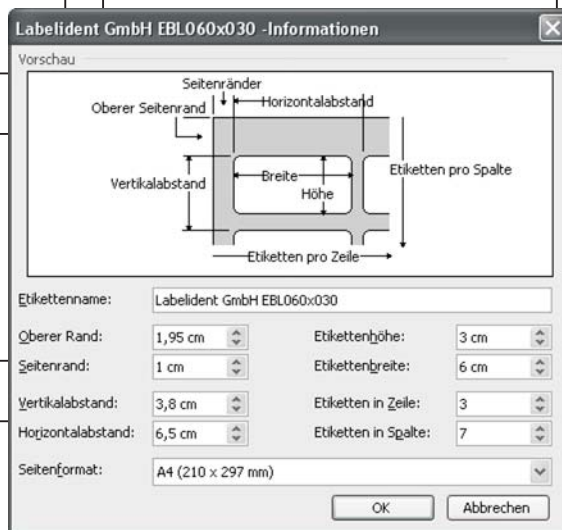 Labelident GmbH EBL060x030 -Informationen
Vorschau
Seitenränder
Oberer Seitenrand
Horizontalabstand
Vertikalabstand
Breite
Höhe
Etiketten pro Spalte
Etiketten pro Zeile
Etikettenname: Labelident GmbH EBL060x030
Oberer Rand: 1,95 cm Etikettenhöhe: 3 cm
Seitenrand: 1 cm Etikettenbreite: 6 cm
Vertikalabstand: 3,8 cm Etiketten in Zeile: 3
Horizontalabstand: 6,5 cm Etiketten in Spalte: 7
Seitenformat: A4 (210 x 297 mm)
OK Abbrechen